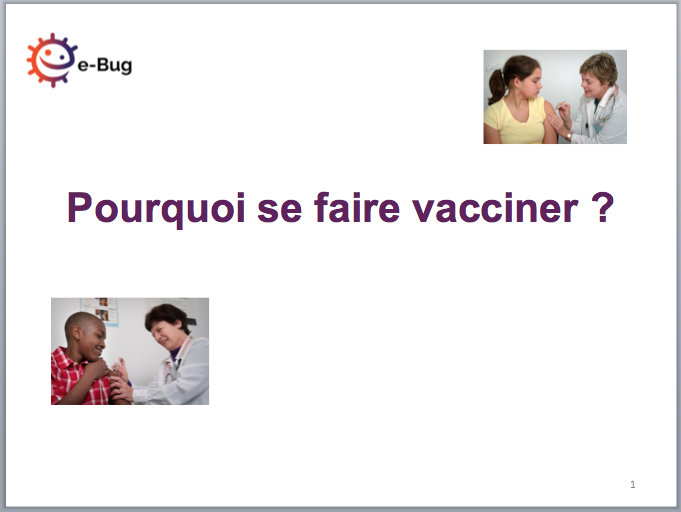 e-Bug
Pourquoi se faire vacciner ?
1